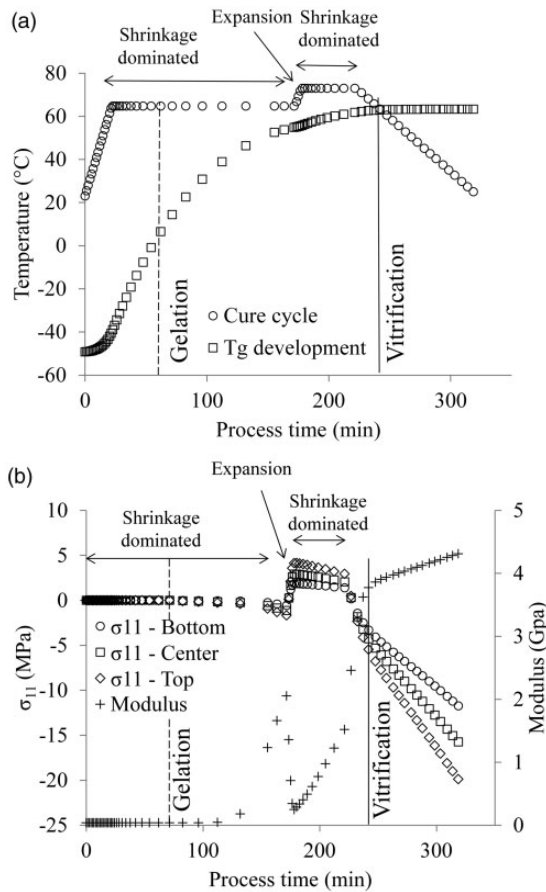 (a)
Expansion
Shrinkage
dominated
Shrinkage
dominated
80
60
40
20
0
-20
-40
-60
Temperature (°C)
Gelation
Vitrification
Cure cycle
Tg development
0
100
200
300
Process time (min)
(b)
Expansion
Shrinkage
dominated
Shrinkage
dominated
10
5
0
-5
-10
-15
-20
-25
σ11 (MPa)
σ11 - Bottom
σ11 - Center
σ11 - Top
Modulus
Gelation
Vitrification
5
4
3
2
1
0
Modulus (Gpa)
0
100
200
300
Process time (min)